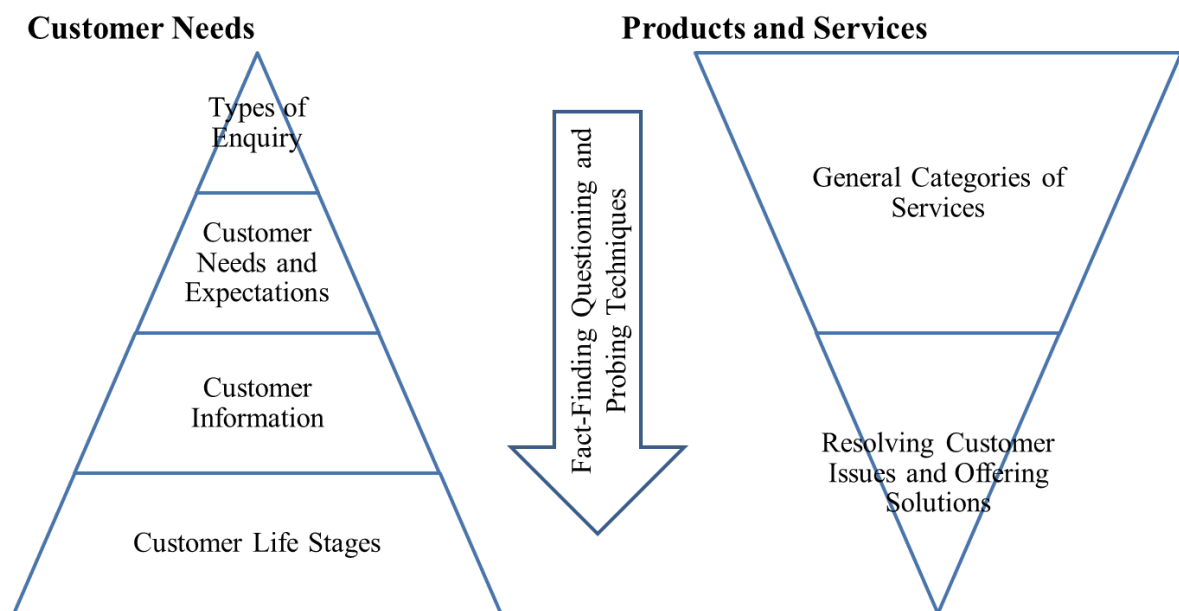 Customer Needs
Types of
Enquiry
Customer
Needs and
Expectations
Customer
Information
Customer Life Stages
Fact-Finding Questioning and
Probing Techniques
Products and Services
General Categories of
Services
Resolving Customer
Issues and Offering
Solutions